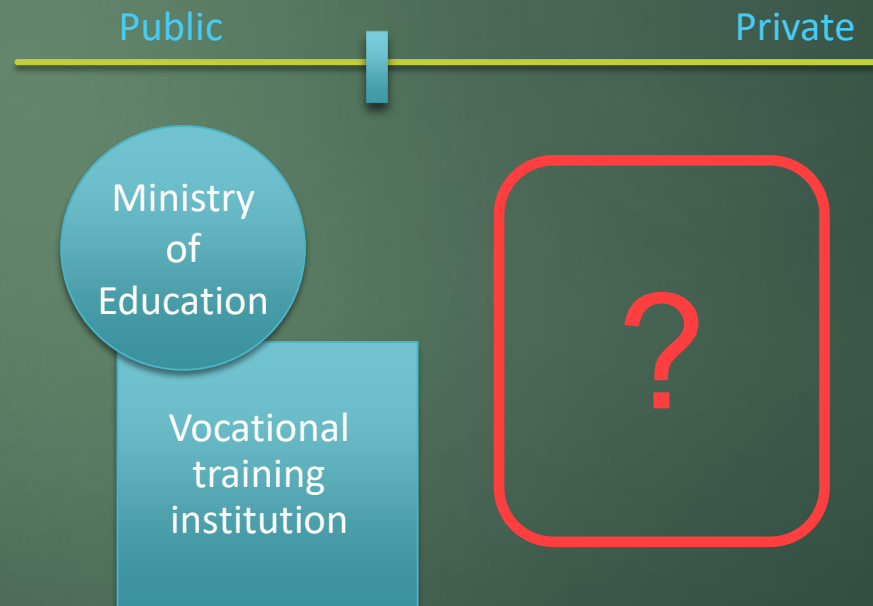 Public
Private
Ministry
of
Education
Vocational
training
institution
?